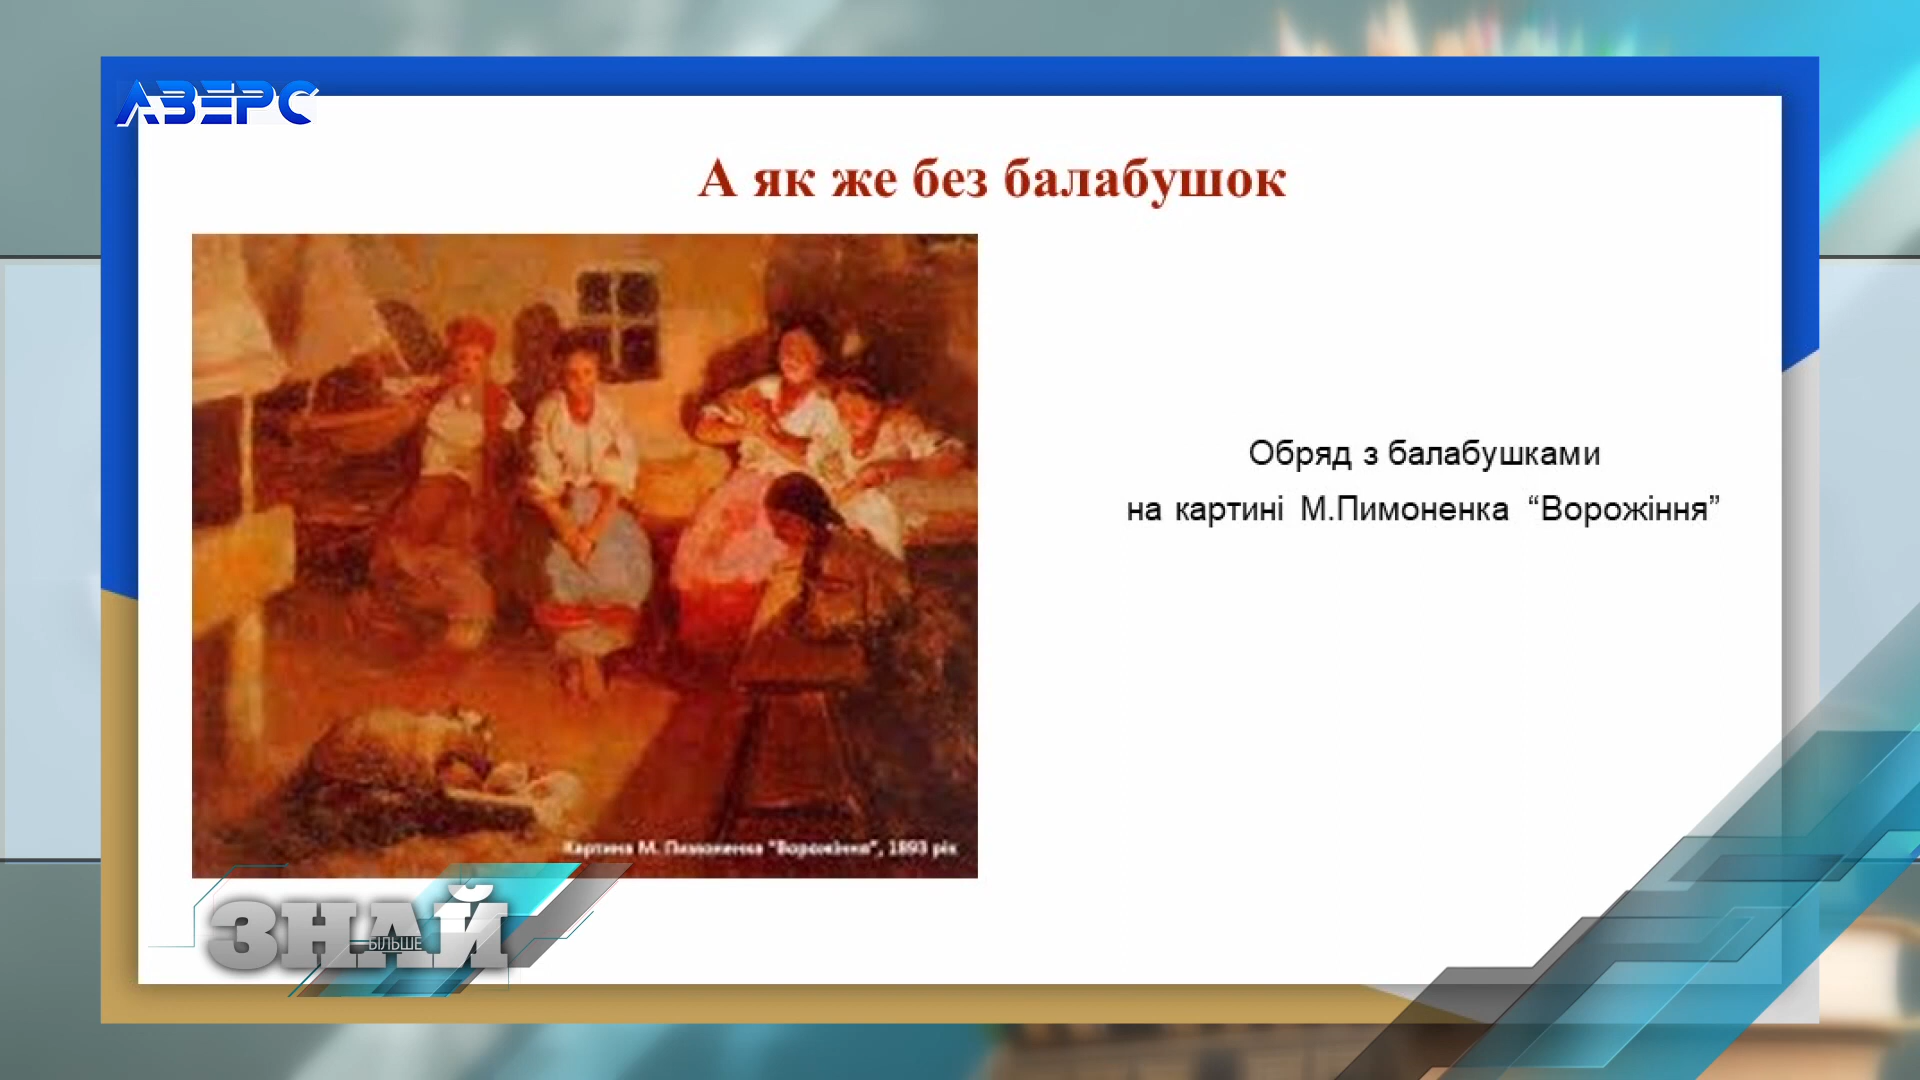 АВЕРС
А як же без балабушок
Обряд з балабушками
на картині М.Пимоненка “Ворожіння”
Картина М. Пимоненка "Ворожіння", 1893 рік
ЗНАЙ
БІЛЬШЕ